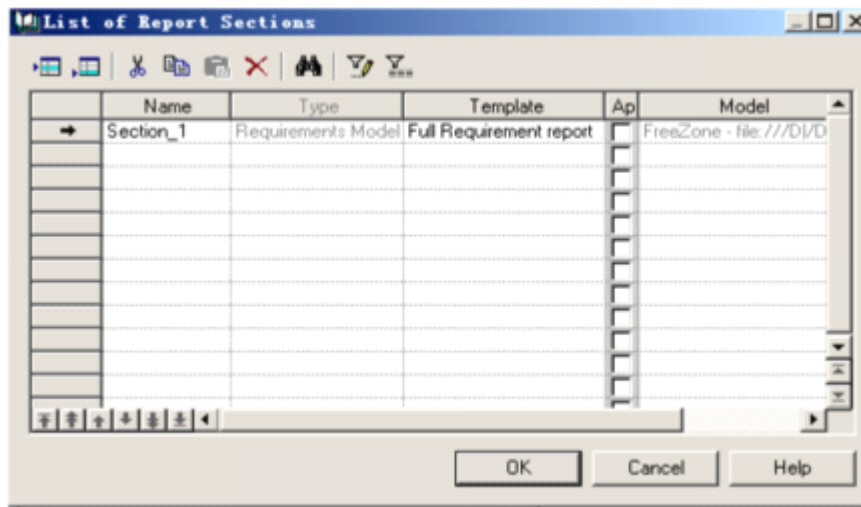 List of Report Sections
Name Type Template Ap Model
Section_1 Requirements Model Full Requirement report FreeZone - file:///D|/D
OK Cancel Help